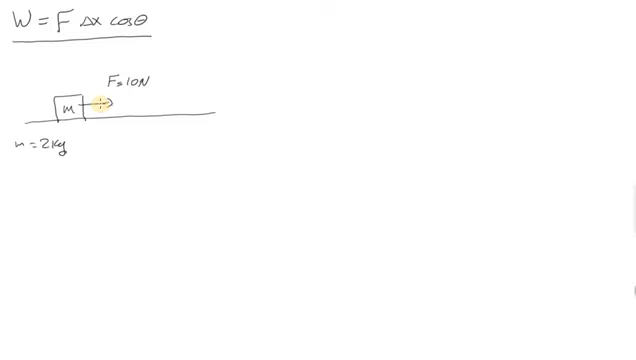 W = F Δx cosθ
F = 10N
m
m = 2Kg